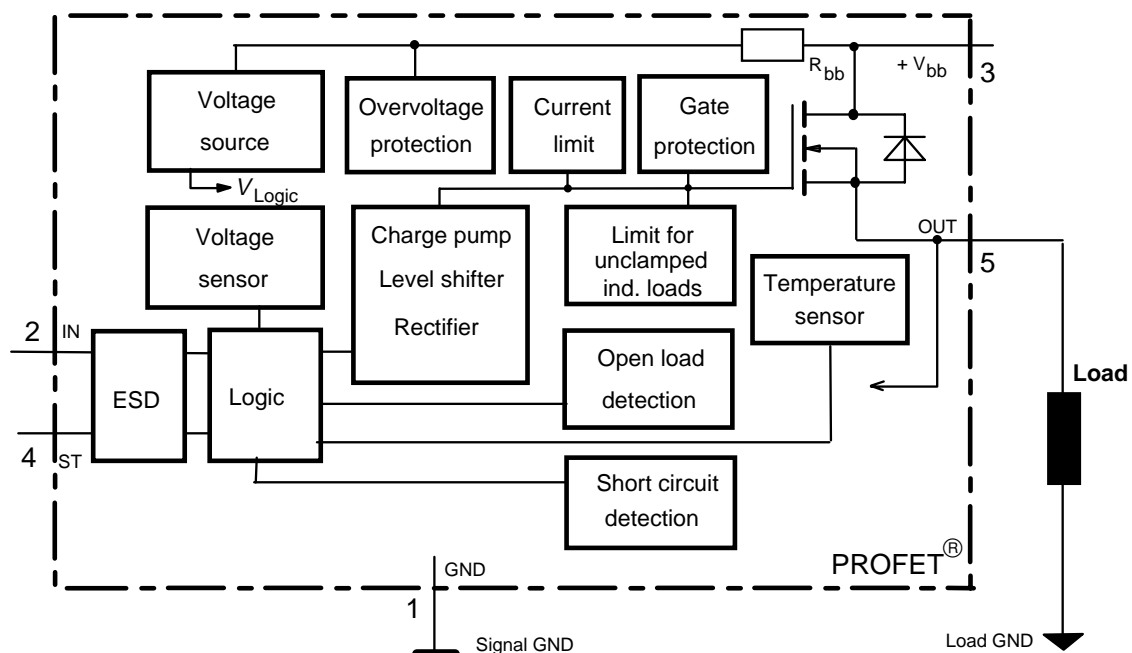 R bb
+ V bb
3
Voltage
source
Overvoltage
protection
Current
limit
Gate
protection
V Logic
Voltage
sensor
Charge pump
Level shifter
Rectifier
Limit for
unclamped
ind. loads
OUT
5
Temperature
sensor
2
IN
ESD
Logic
Open load
detection
Load
4
ST
Short circuit
detection
PROFET®
GND
1
Signal GND
Load GND